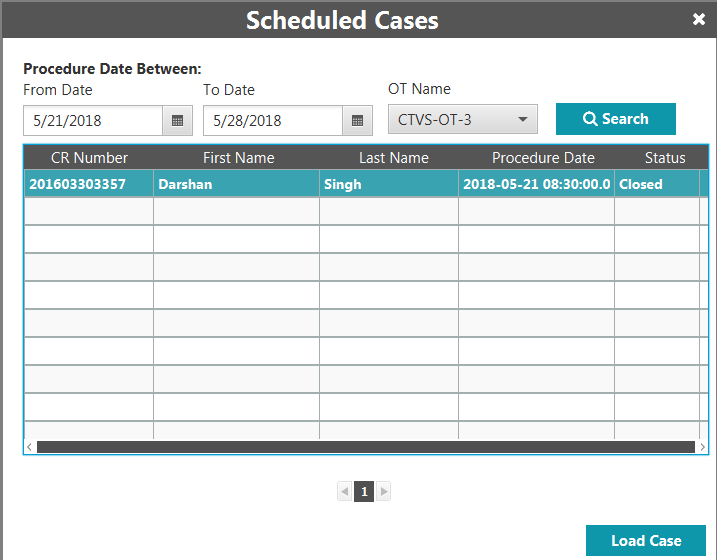 Scheduled Cases
Procedure Date Between:
From Date To Date OT Name
5/21/2018 5/28/2018 CTVS-OT-3 Search
CR Number First Name Last Name Procedure Date Status
201603303357 Darshan Singh 2018-05-21 08:30:00.0 Closed
1
Load Case